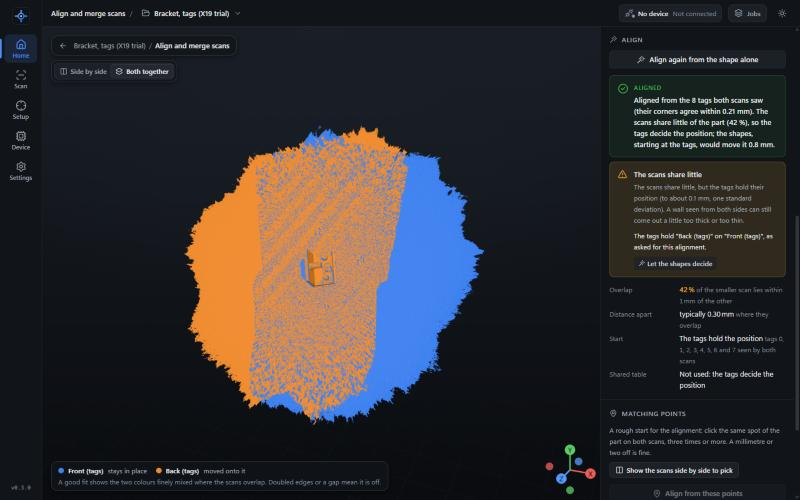 Align and merge scans / Bracket, tags (X19 trial)
No device Not connected
Jobs
Home
Scan
Setup
Device
Settings
v0.3.0
Bracket, tags (X19 trial) / Align and merge scans
Side by side Both together
Front (tags) stays in place Back (tags) moved onto it
A good fit shows the two colours finely mixed where the scans overlap. Doubled edges or a gap mean it is off.
Y
X
Z
ALIGN
Align again from the shape alone
ALIGNED
Aligned from the 8 tags both scans saw
(their corners agree within 0.21 mm). The
scans share little of the part (42 %), so the
tags decide the position; the shapes,
starting at the tags, would move it 0.8 mm.
The scans share little
The scans share little, but the tags hold their
position (to about 0.1 mm, one standard
deviation). A wall seen from both sides can still
come out a little too thick or too thin.
The tags hold "Back (tags)" on "Front (tags)", as
asked for this alignment.
Let the shapes decide
Overlap 42 % of the smaller scan lies within
1 mm of the other
Distance apart typically 0.30 mm where they
overlap
Start The tags hold the position tags 0,
1, 2, 3, 4, 5, 6 and 7 seen by both
scans
Shared table Not used: the tags decide the
position
MATCHING POINTS
A rough start for the alignment: click the same spot of the
part on both scans, three times or more. A millimetre or
two off is fine.
Show the scans side by side to pick
Align from these points